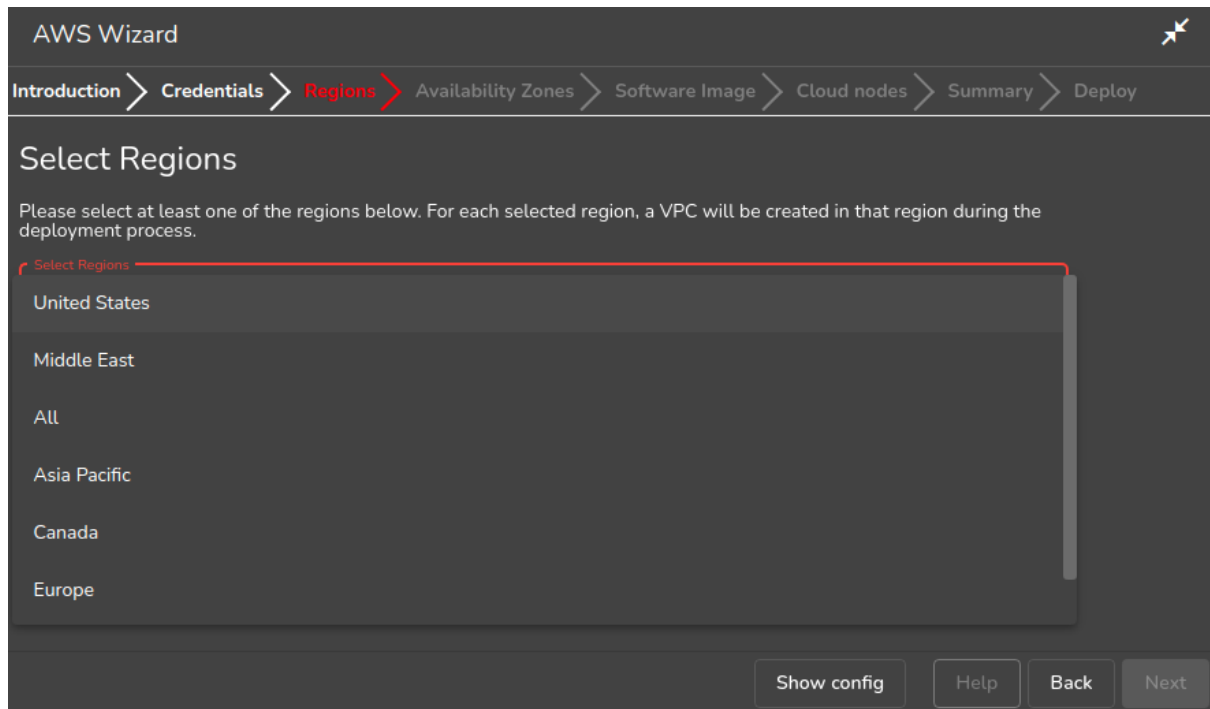 AWS Wizard
Introduction Credentials Regions Availability Zones Software Image Cloud nodes Summary Deploy
Select Regions
Please select at least one of the regions below. For each selected region, a VPC will be created in that region during the
deployment process.
Select Regions
United States
Middle East
All
Asia Pacific
Canada
Europe
Show config Help Back Next